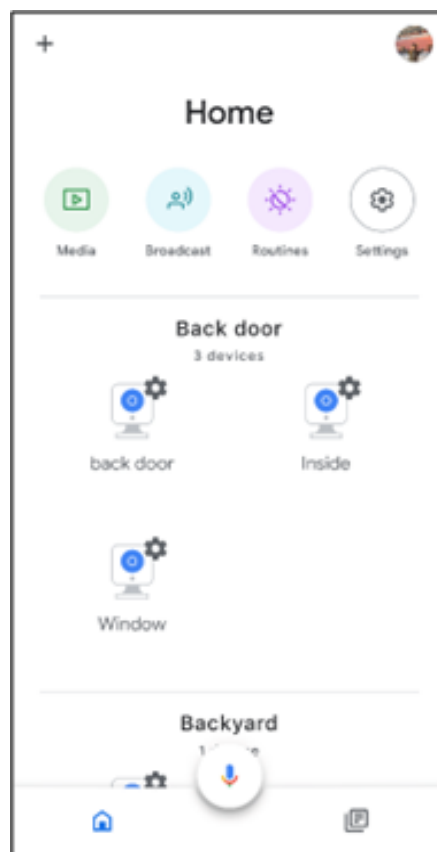 Home
Media Broadcast Routines Settings
Back door
3 devices
back door Inside
Window
Backyard